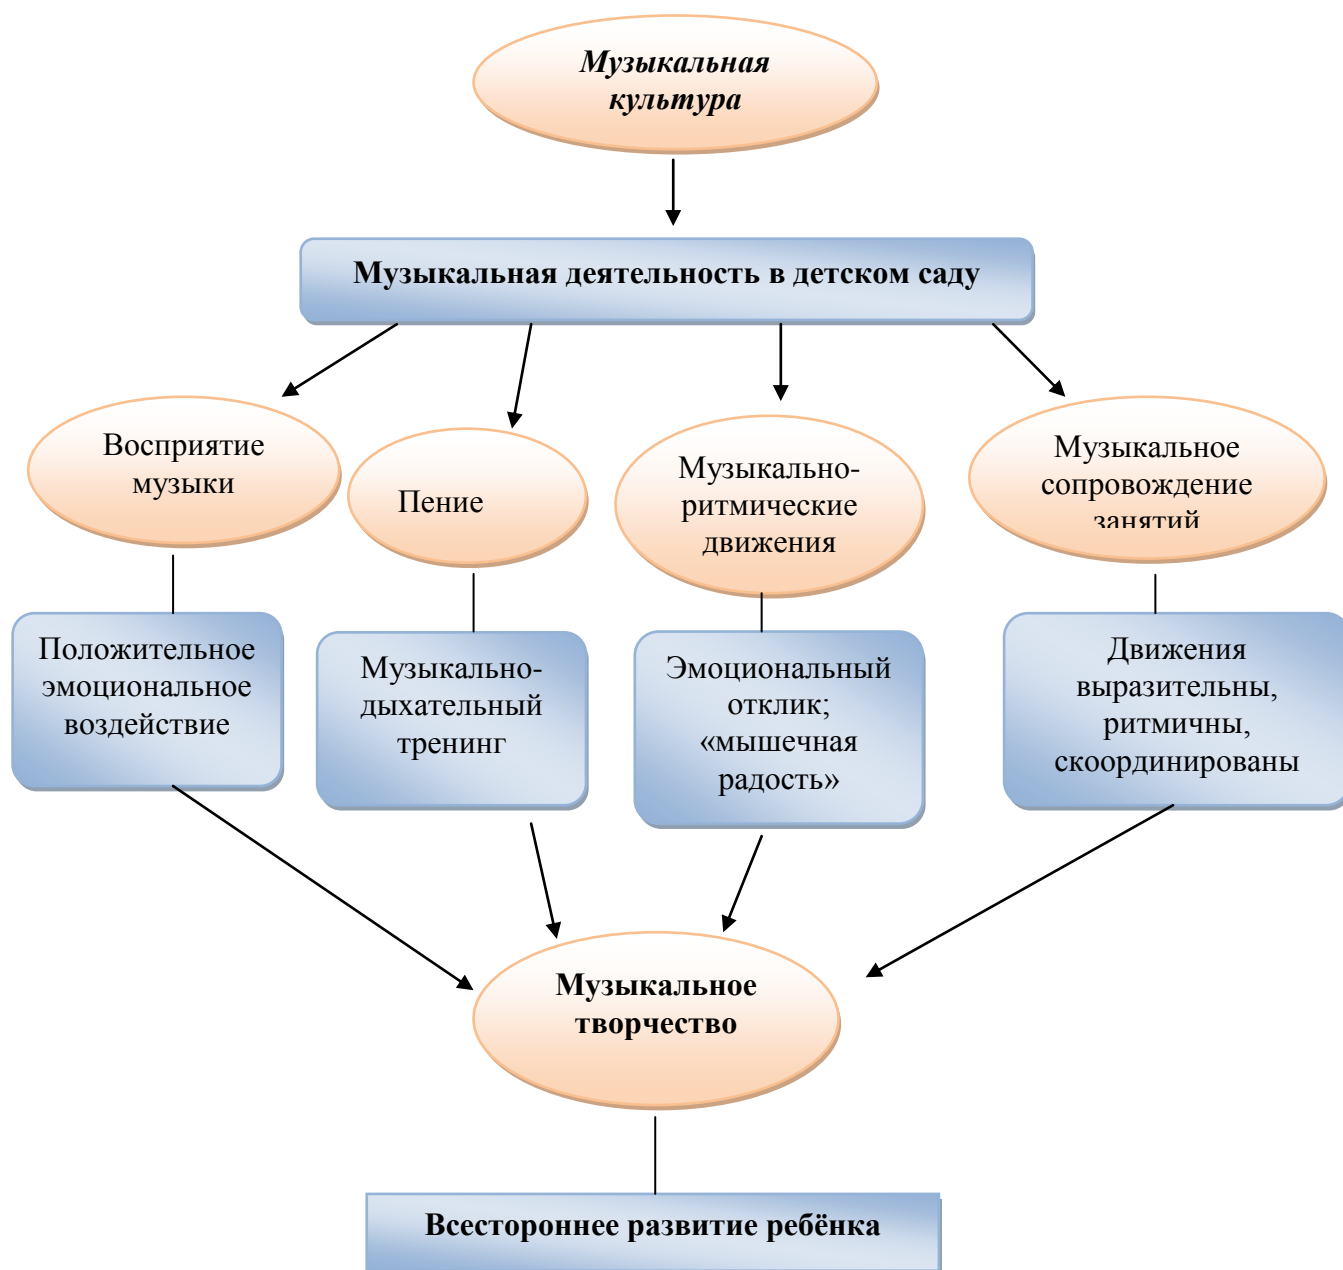 Музыкальная
культура
Музыкальная деятельность в детском саду
Восприятие
музыки
Пение
Музыкально-
ритмические
движения
Музыкальное
сопровождение
занятий
Положительное
эмоциональное
воздействие
Музыкально-
дыхательный
тренинг
Эмоциональный
отклик;
«мышечная
радость»
Движения
выразительны,
ритмичны,
скоординированы
Музыкальное
творчество
Всестороннее развитие ребёнка